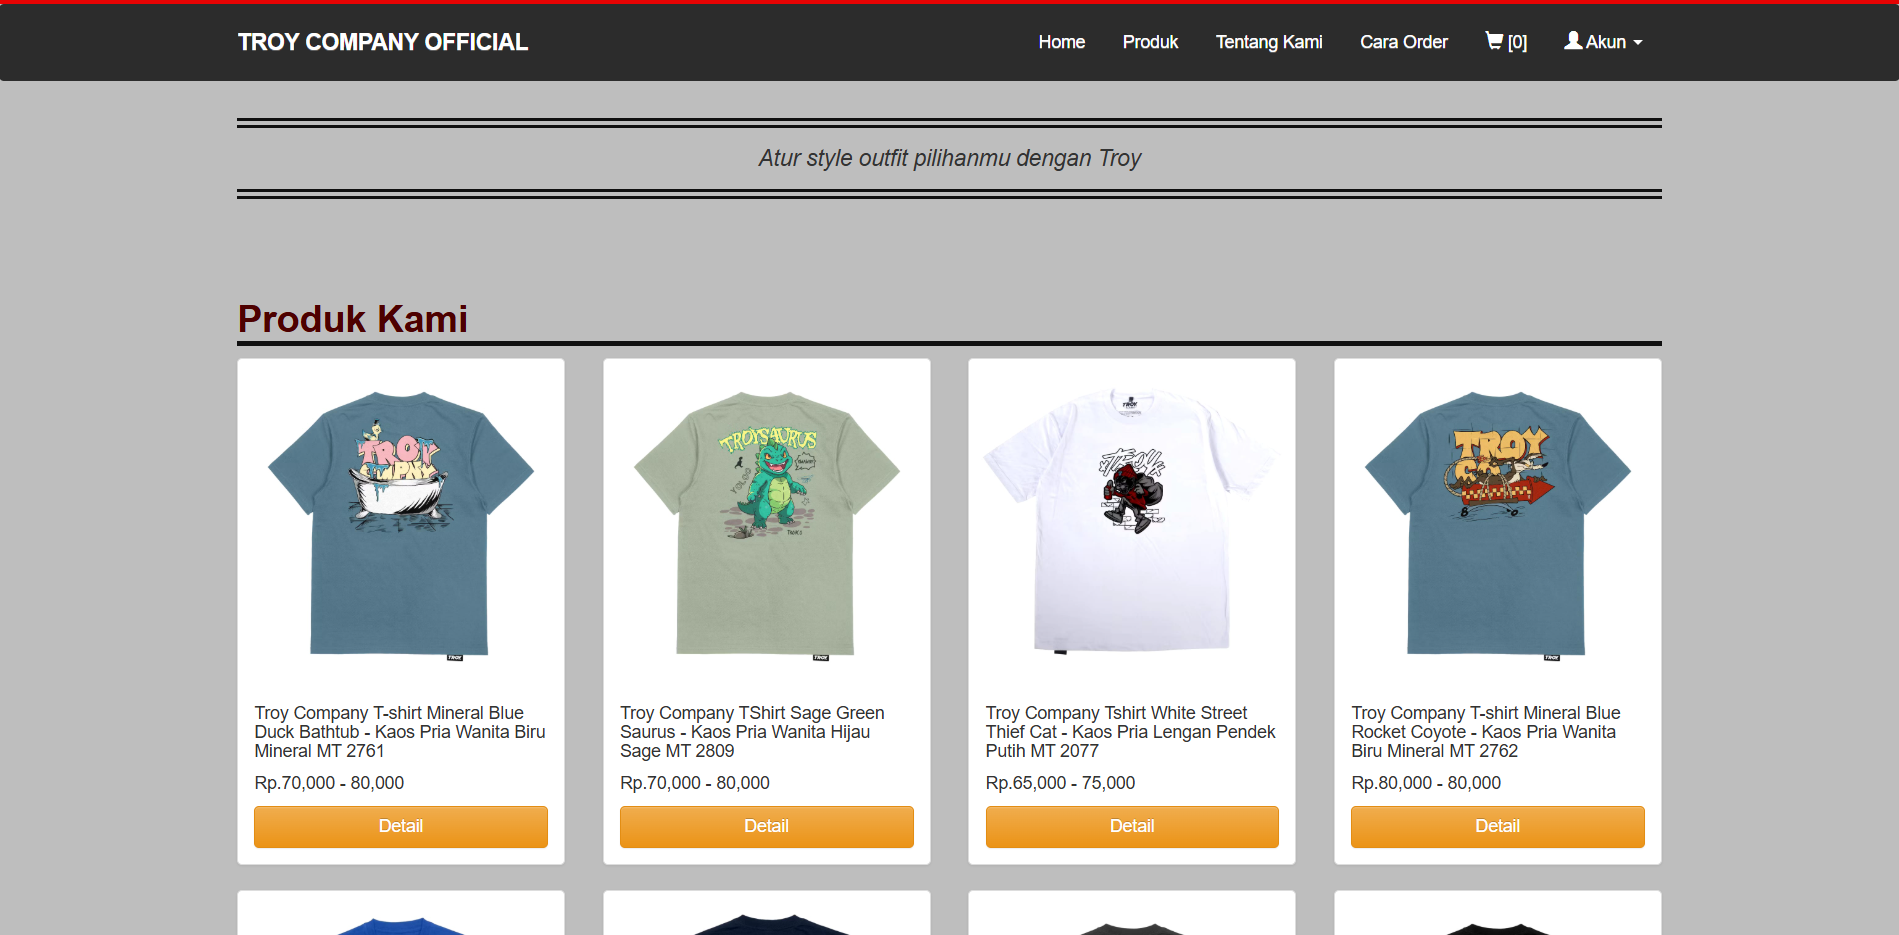 TROY COMPANY OFFICIAL
Home Produk Tentang Kami Cara Order [0] Akun
Atur style outfit pilihanmu dengan Troy
Produk Kami
TROY
TROYSAURUS
TROY
TROY
TROY
TROY
TROY
Troy Company T-shirt Mineral Blue
Duck Bathtub - Kaos Pria Wanita Biru
Mineral MT 2761
Rp.70,000 - 80,000
Detail
Troy Company TShirt Sage Green
Saurus - Kaos Pria Wanita Hijau
Sage MT 2809
Rp.70,000 - 80,000
Detail
Troy Company Tshirt White Street
Thief Cat - Kaos Pria Lengan Pendek
Putih MT 2077
Rp.65,000 - 75,000
Detail
Troy Company T-shirt Mineral Blue
Rocket Coyote - Kaos Pria Wanita
Biru Mineral MT 2762
Rp.80,000 - 80,000
Detail